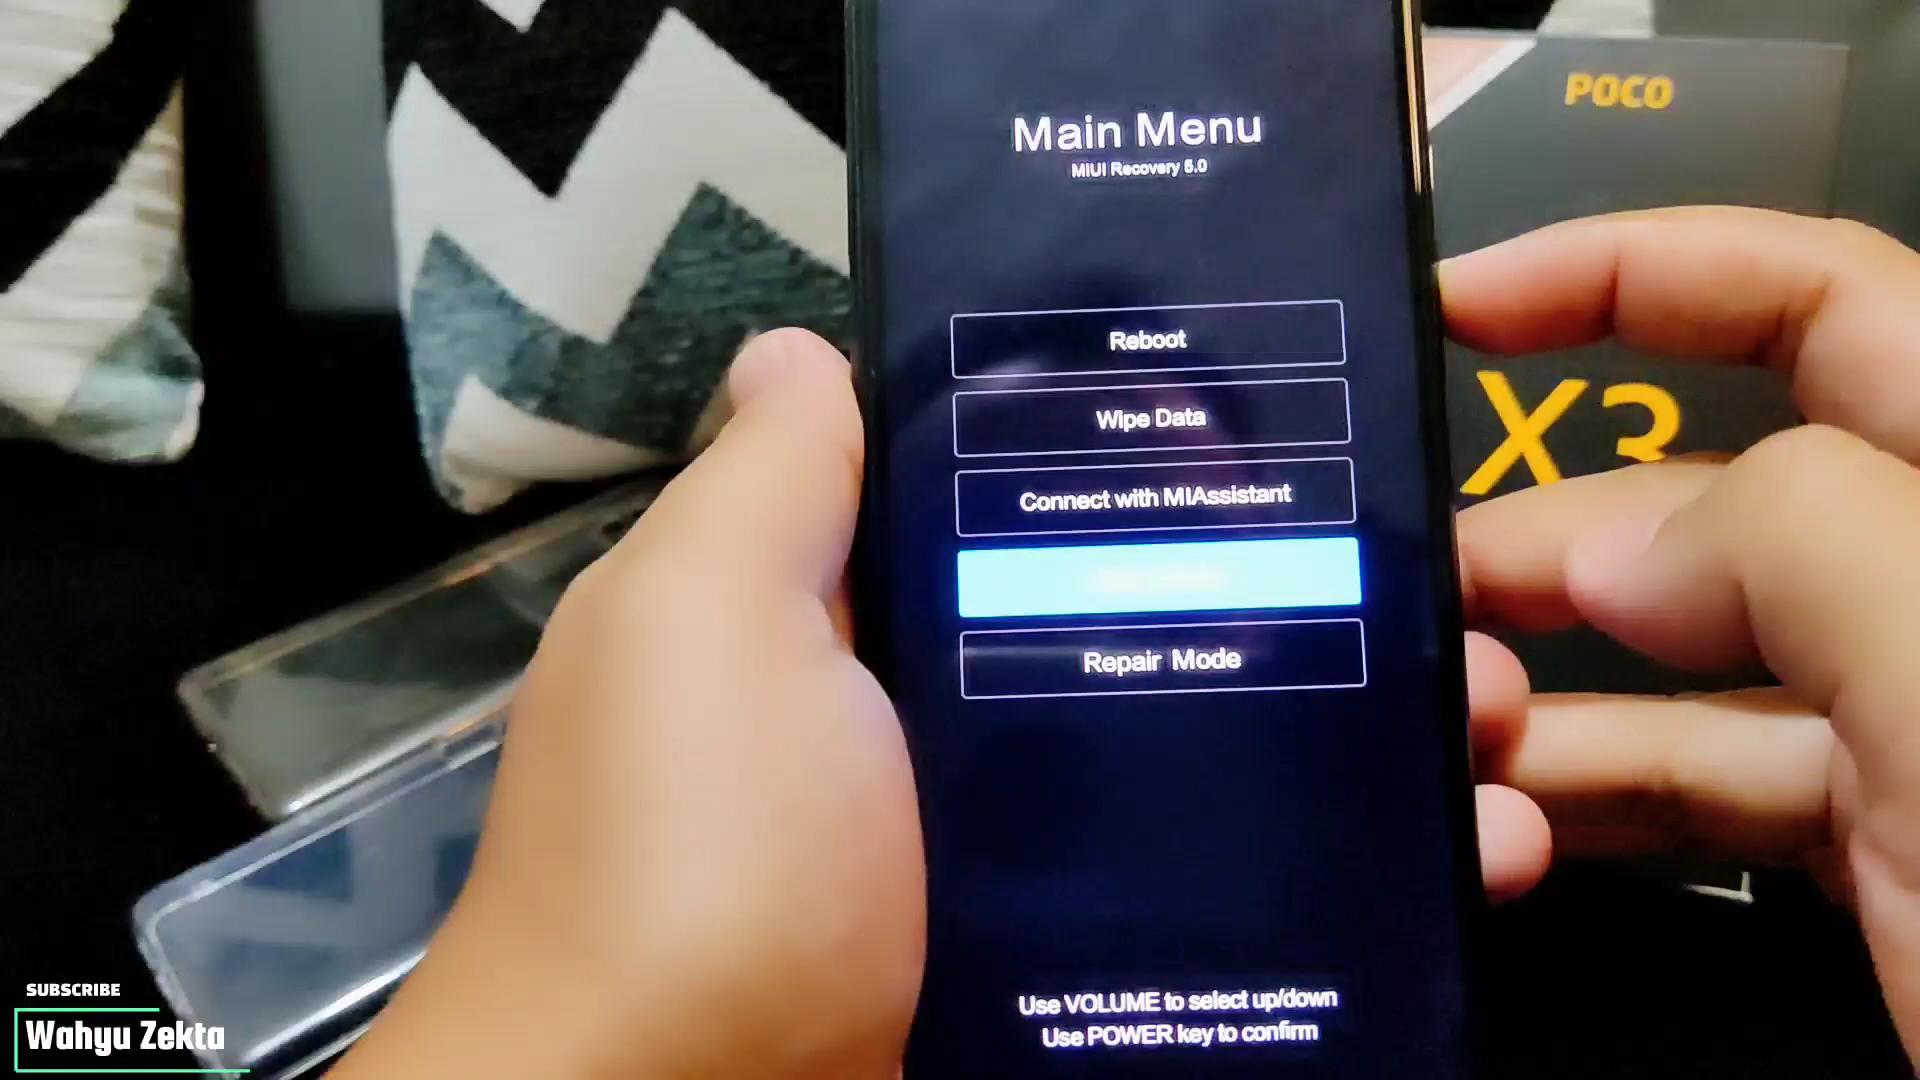 POCO
X3
Main Menu
MIUI Recovery 5.0
Reboot
Wipe Data
Connect with MIAssistant
Repair Mode
Use VOLUME to select up/down
Use POWER key to confirm
SUBSCRIBE
Wahyu Zekta